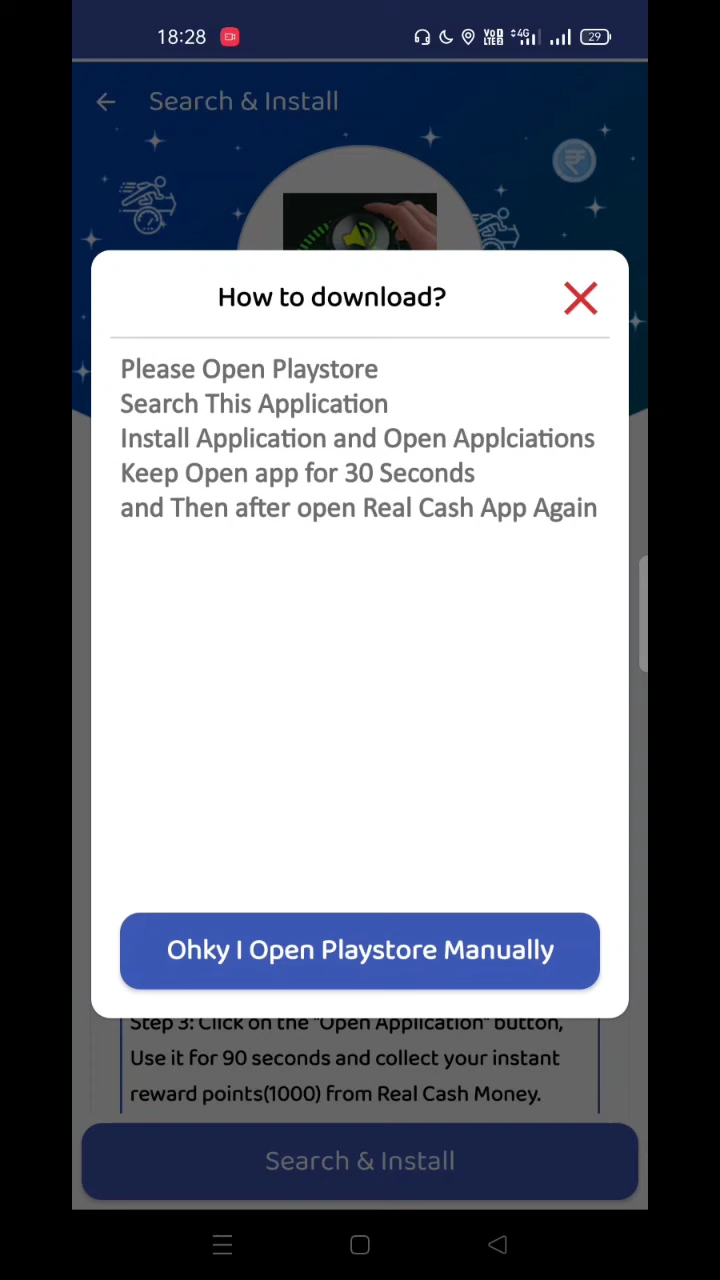 18:28
VoD LTE2 4G 29
Search & Install
How to download?
Please Open Playstore
Search This Application
Install Application and Open Applciations
Keep Open app for 30 Seconds
and Then after open Real Cash App Again
Ohky I Open Playstore Manually
Step 3: Click on the "Open Application" button,
Use it for 90 seconds and collect your instant
reward points(1000) from Real Cash Money.
Search & Install